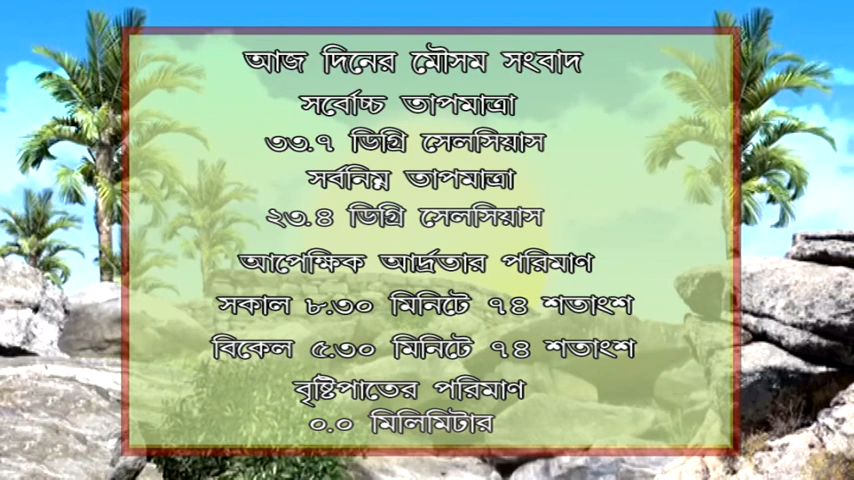 আজ দিনের মৌসম সংবাদ
সর্বোচ্চ তাপমাত্রা
৩৩.৭ ডিগ্রি সেলসিয়াস
সর্বনিম্ন তাপমাত্রা
২৩.৪ ডিগ্রি সেলসিয়াস
আপেক্ষিক আর্দ্রতার পরিমাণ
সকাল ৮.৩০ মিনিটে ৭৪ শতাংশ
বিকেল ৫.৩০ মিনিটে ৭৪ শতাংশ
বৃষ্টিপাতের পরিমাণ
০.০ মিলিমিটার